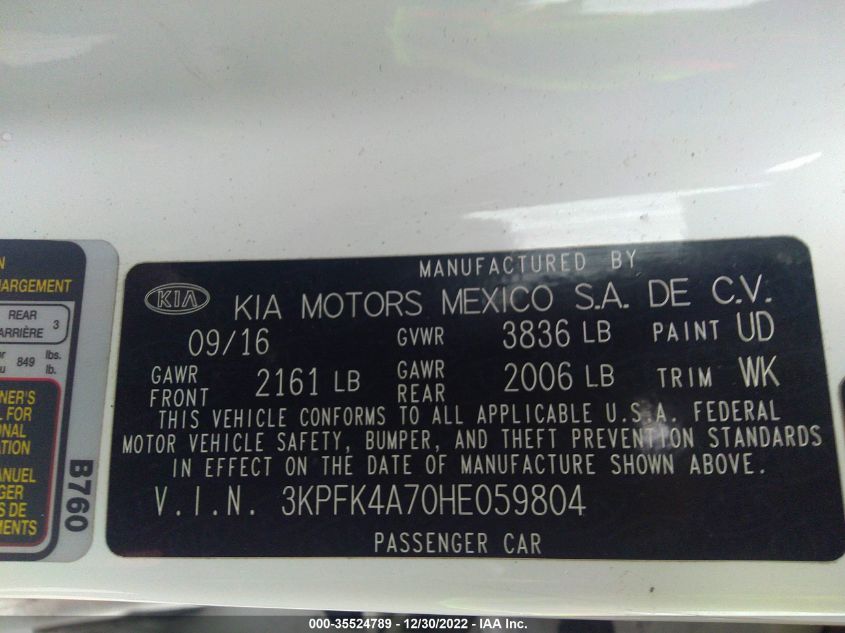 MANUFACTURED BY
KIA KIA MOTORS MEXICO S.A. DE C.V.
09/16 GVWR 3836 LB PAINT UD
GAWR FRONT 2161 LB GAWR REAR 2006 LB TRIM WK
THIS VEHICLE CONFORMS TO ALL APPLICABLE U.S.A. FEDERAL
MOTOR VEHICLE SAFETY, BUMPER, AND THEFT PREVENTION STANDARDS
IN EFFECT ON THE DATE OF MANUFACTURE SHOWN ABOVE.
V.I.N. 3KPFK4A70HE059804
PASSENGER CAR
REAR
3
849 lbs.
lb.
B760
000-35524789 - 12/30/2022 - IAA Inc.